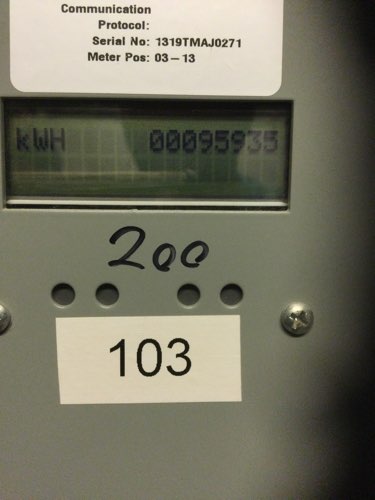 Communication
Protocol:
Serial No: 1319TMAJ0271
Meter Pos: 03-13
kWH 00095935
200
103